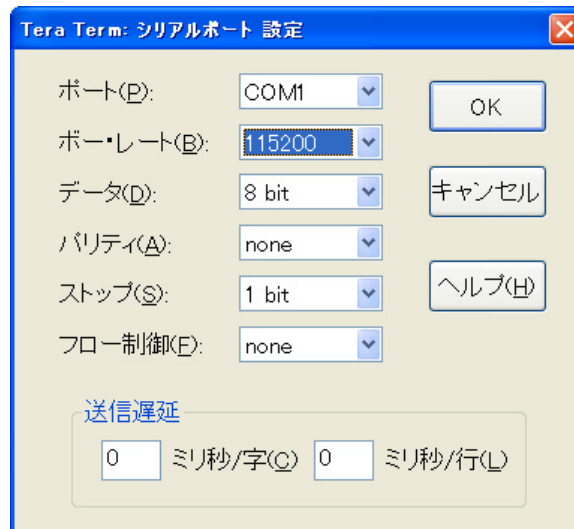 Tera Term: シリアルポート 設定
ポート(P): COM1
OK
ボー・レート(B): 115200
データ(D): 8 bit
キャンセル
パリティ(A): none
ストップ(S): 1 bit
ヘルプ(H)
フロー制御(F): none
送信遅延
0 ミリ秒/字(C) 0 ミリ秒/行(L)